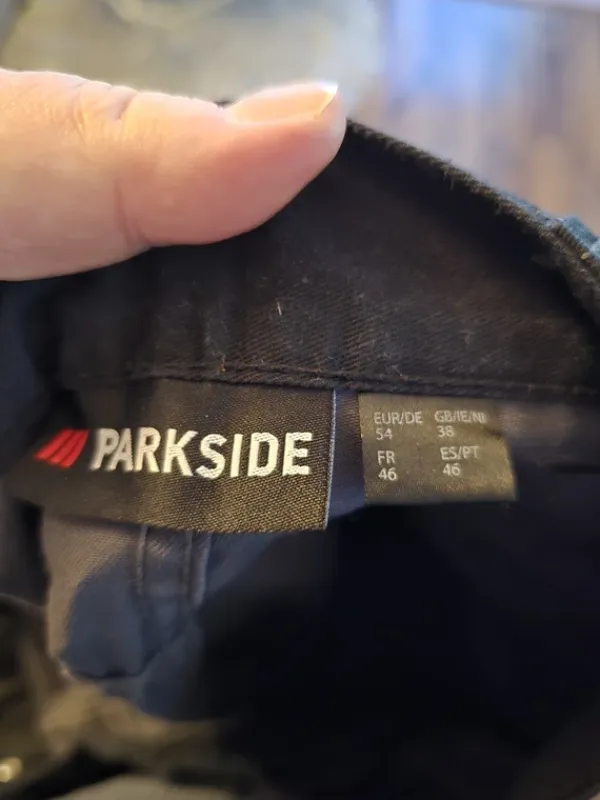 PARKSIDE
EUR/DE GB/IE/NI
54 38
FR ES/PT
46 46